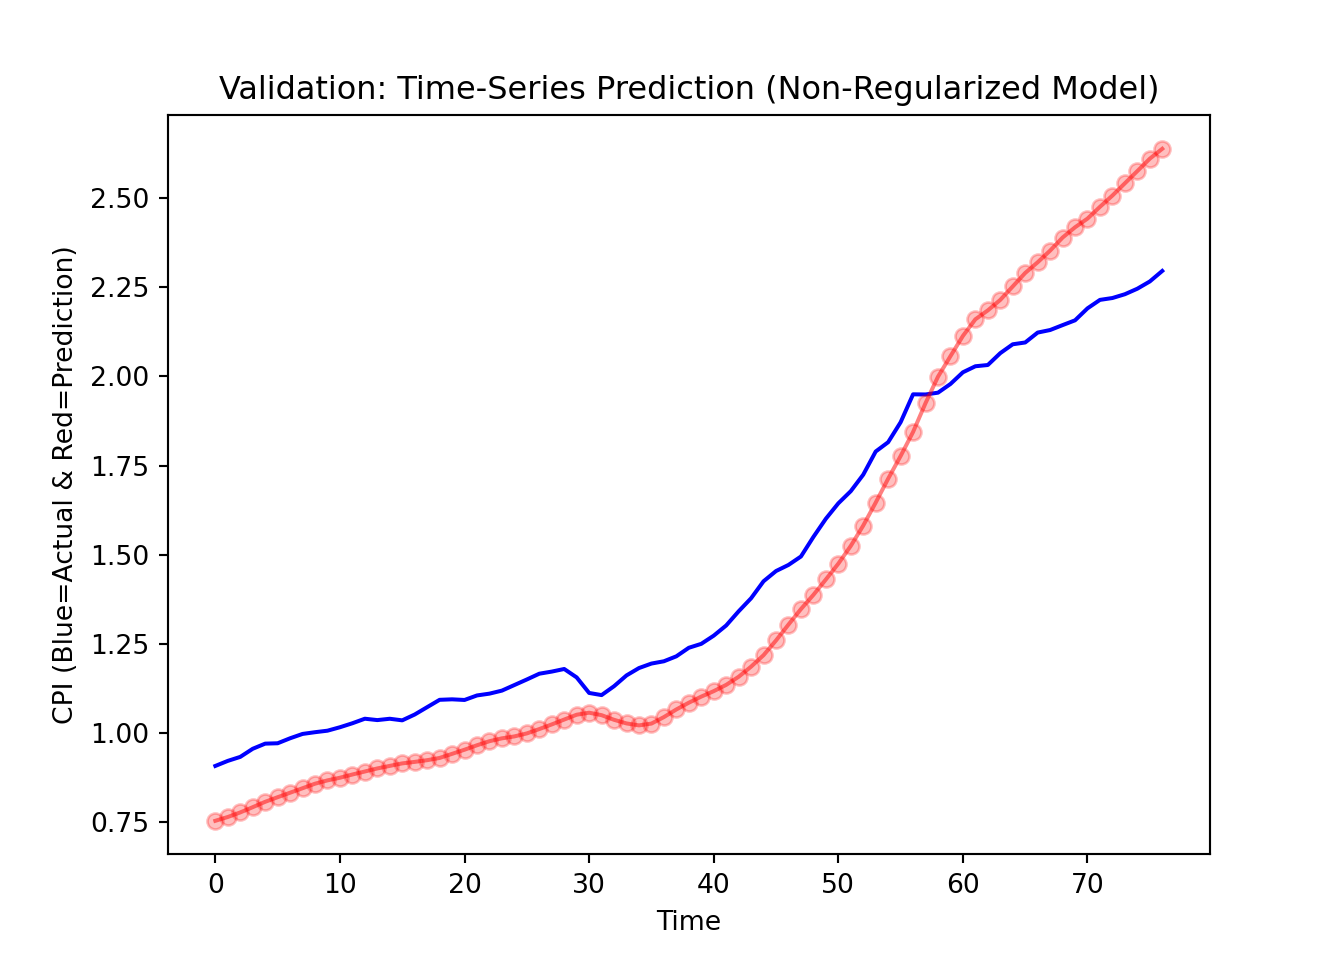 Validation: Time-Series Prediction (Non-Regularized Model)
CPI (Blue=Actual & Red=Prediction)
2.50
2.25
2.00
1.75
1.50
1.25
1.00
0.75
0 10 20 30 40 50 60 70
Time